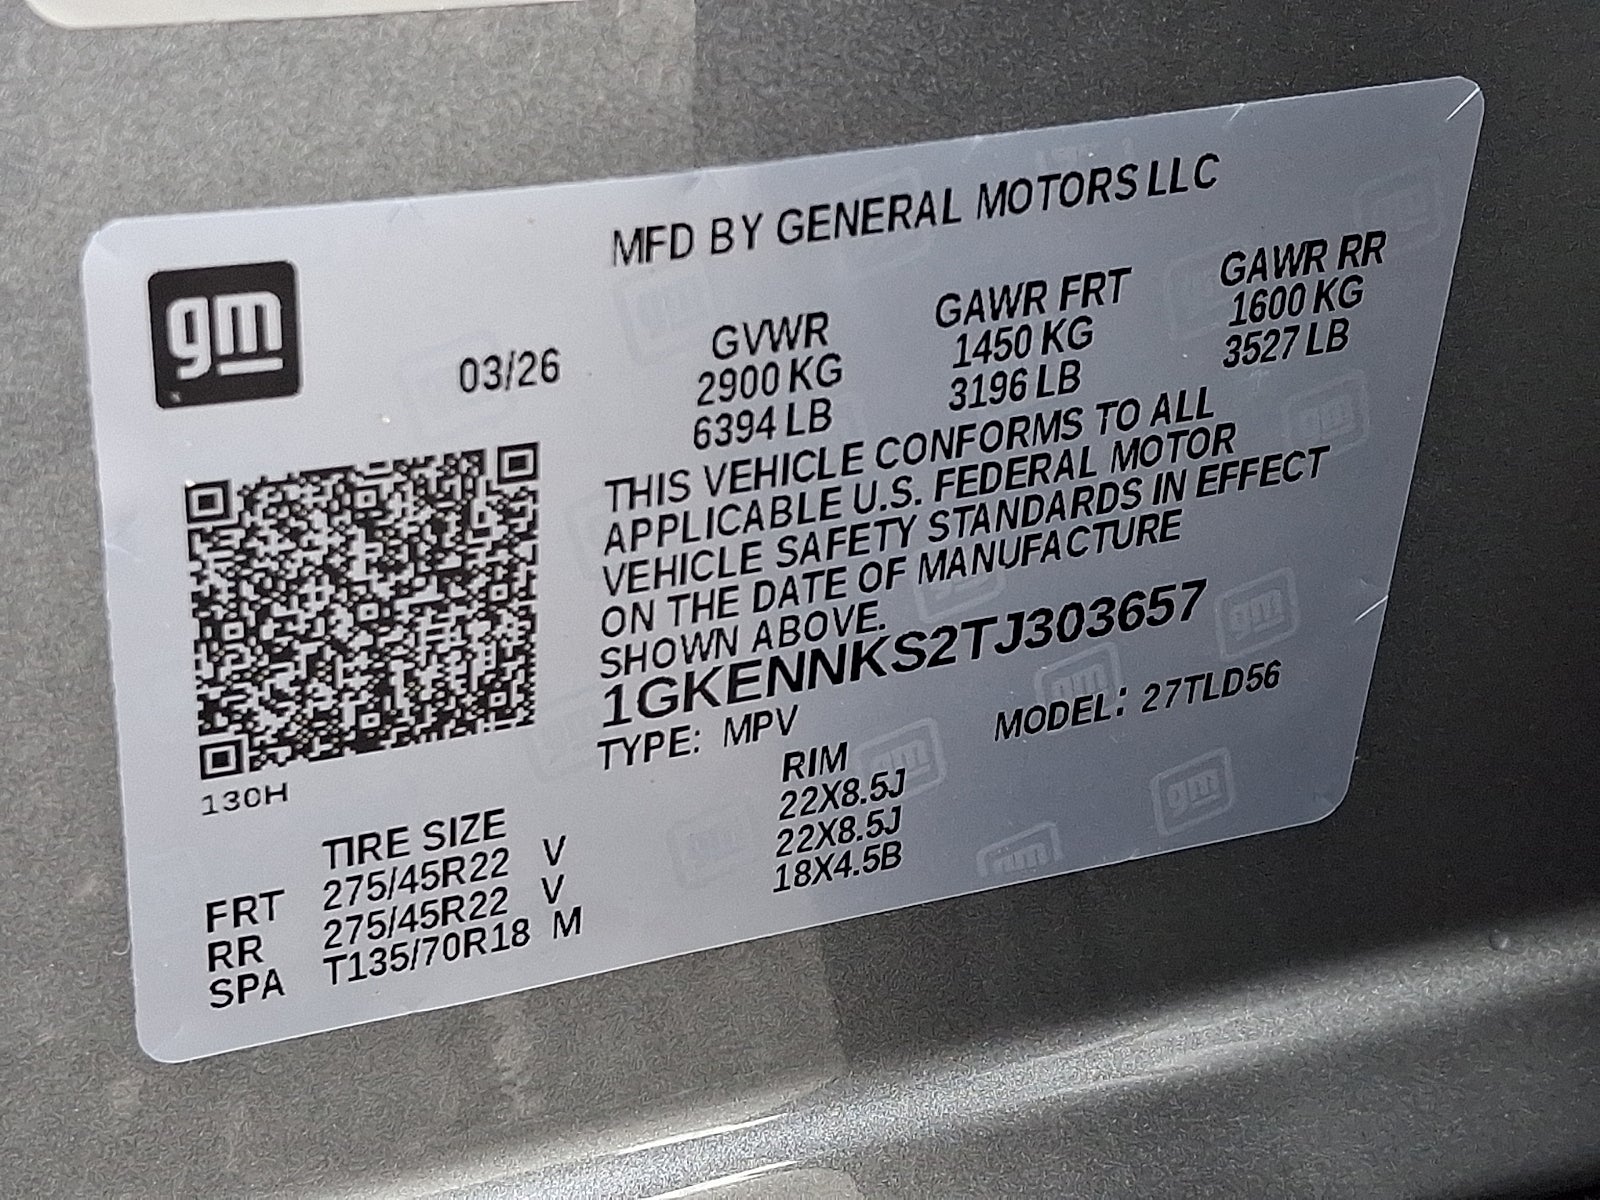 gm
MFD BY GENERAL MOTORS LLC
03/26
GVWR GAWR FRT GAWR RR
2900 KG 1450 KG 1600 KG
6394 LB 3196 LB 3527 LB
THIS VEHICLE CONFORMS TO ALL
APPLICABLE U.S. FEDERAL MOTOR
VEHICLE SAFETY STANDARDS IN EFFECT
ON THE DATE OF MANUFACTURE
SHOWN ABOVE.
1GKENNKS2TJ303657
TYPE: MPV MODEL: 27TLD56
130H
TIRE SIZE RIM
FRT 275/45R22 V 22X8.5J
RR 275/45R22 V 22X8.5J
SPA T135/70R18 M 18X4.5B